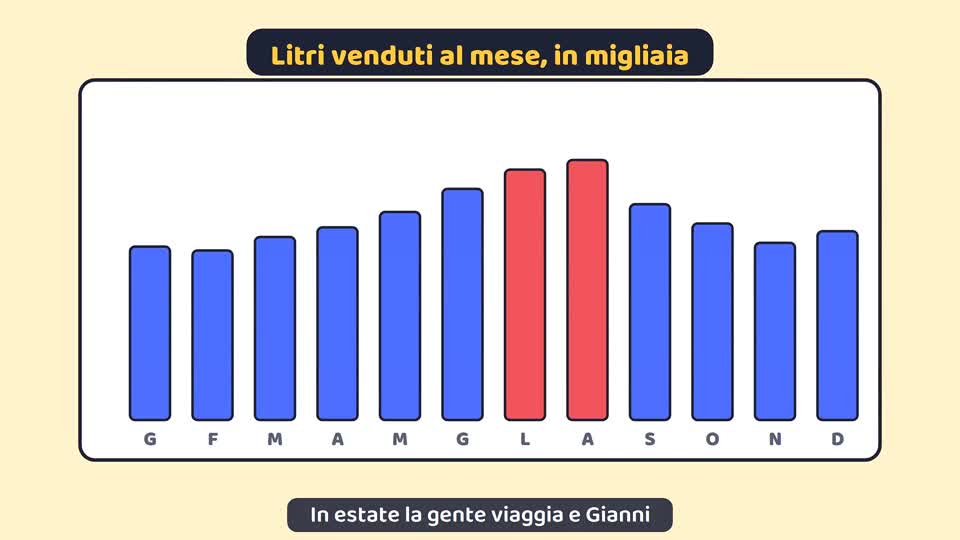 Litri venduti al mese, in migliaia
G F M A M G L A S O N D
In estate la gente viaggia e Gianni